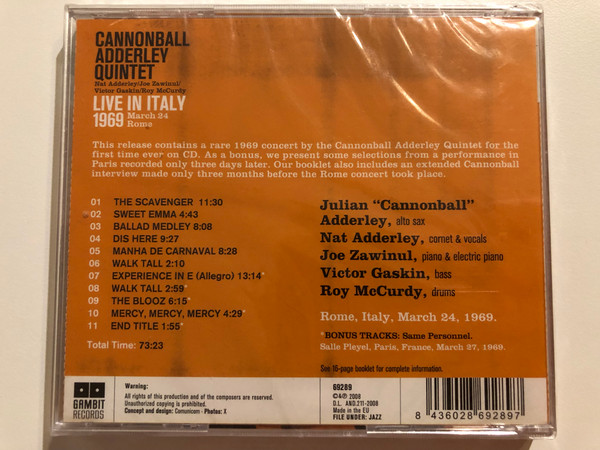 CANNONBALL
ADDERLEY
QUINTET
Nat Adderley/Joe Zawinul/
Victor Gaskin/Roy McCurdy
LIVE IN ITALY
1969 March 24
Rome
This release contains a rare 1969 concert by the Cannonball Adderley Quintet for the
first time ever on CD. As a bonus, we present some selections from a performance in
Paris recorded only three days later. Our booklet also includes an extended Cannonball
interview made only three months before the Rome concert took place.
01 THE SCAVENGER 11:30
02 SWEET EMMA 4:43
03 BALLAD MEDLEY 8:08
04 DIS HERE 9:27
05 MANHA DE CARNAVAL 8:28
06 WALK TALL 2:10
07 EXPERIENCE IN E (Allegro) 13:14*
08 WALK TALL 2:59*
09 THE BLOOZ 6:15*
10 MERCY, MERCY, MERCY 4:29*
11 END TITLE 1:55*
Total Time: 73:23
Julian “Cannonball”
Adderley, alto sax
Nat Adderley, cornet & vocals
Joe Zawinul, piano & electric piano
Victor Gaskin, bass
Roy McCurdy, drums
Rome, Italy, March 24, 1969.
*BONUS TRACKS: Same Personnel.
Salle Pleyel, Paris, France, March 27, 1969.
See 16-page booklet for complete information.
GAMBIT
RECORDS
Warning:
All rights of this production and of the composers are reserved.
Unauthorized copying is prohibited.
Concept and design: Comunicom - Photos: X
69289
©℗ 2008
D.L. AND.211-2008
Made in the EU
FILE UNDER: JAZZ
8 436028 692897